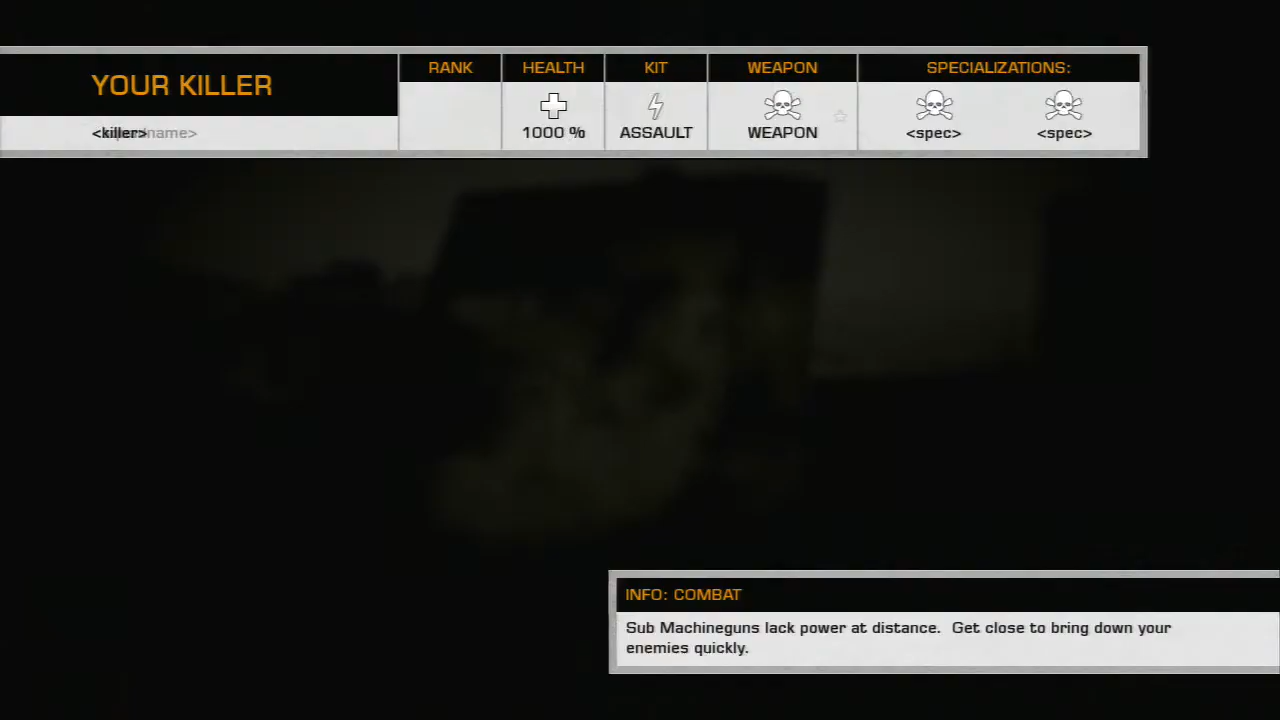 YOUR KILLER
RANK
HEALTH
KIT
WEAPON
SPECIALIZATIONS:
<killer> name>
1000 %
ASSAULT
WEAPON
<spec>
<spec>
INFO: COMBAT
Sub Machineguns lack power at distance.  Get close to bring down your
enemies quickly.